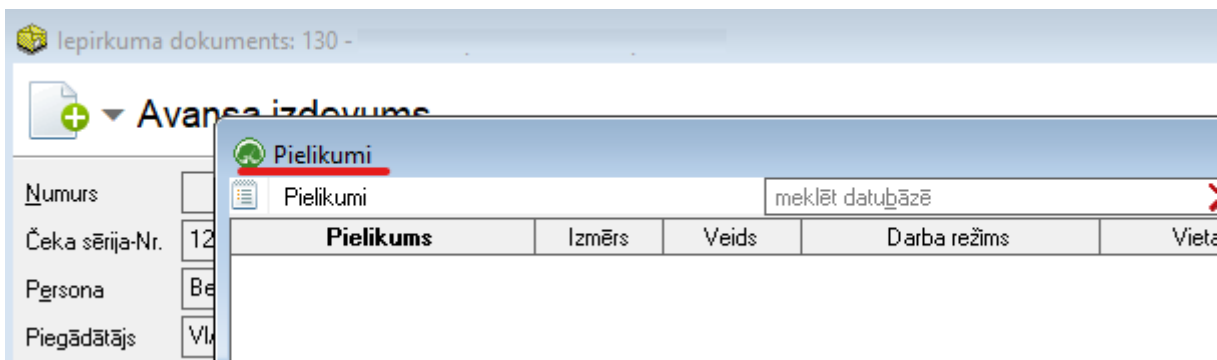 Iepirkuma dokuments: 130 -
Avansa izdevums
Pielikumi
Numurs
Pielikumi meklēt datubāzē
Čeka sērija-Nr. 12
Pielikums Izmērs Veids Darba režīms Vieta
Persona Be
Piegādātājs